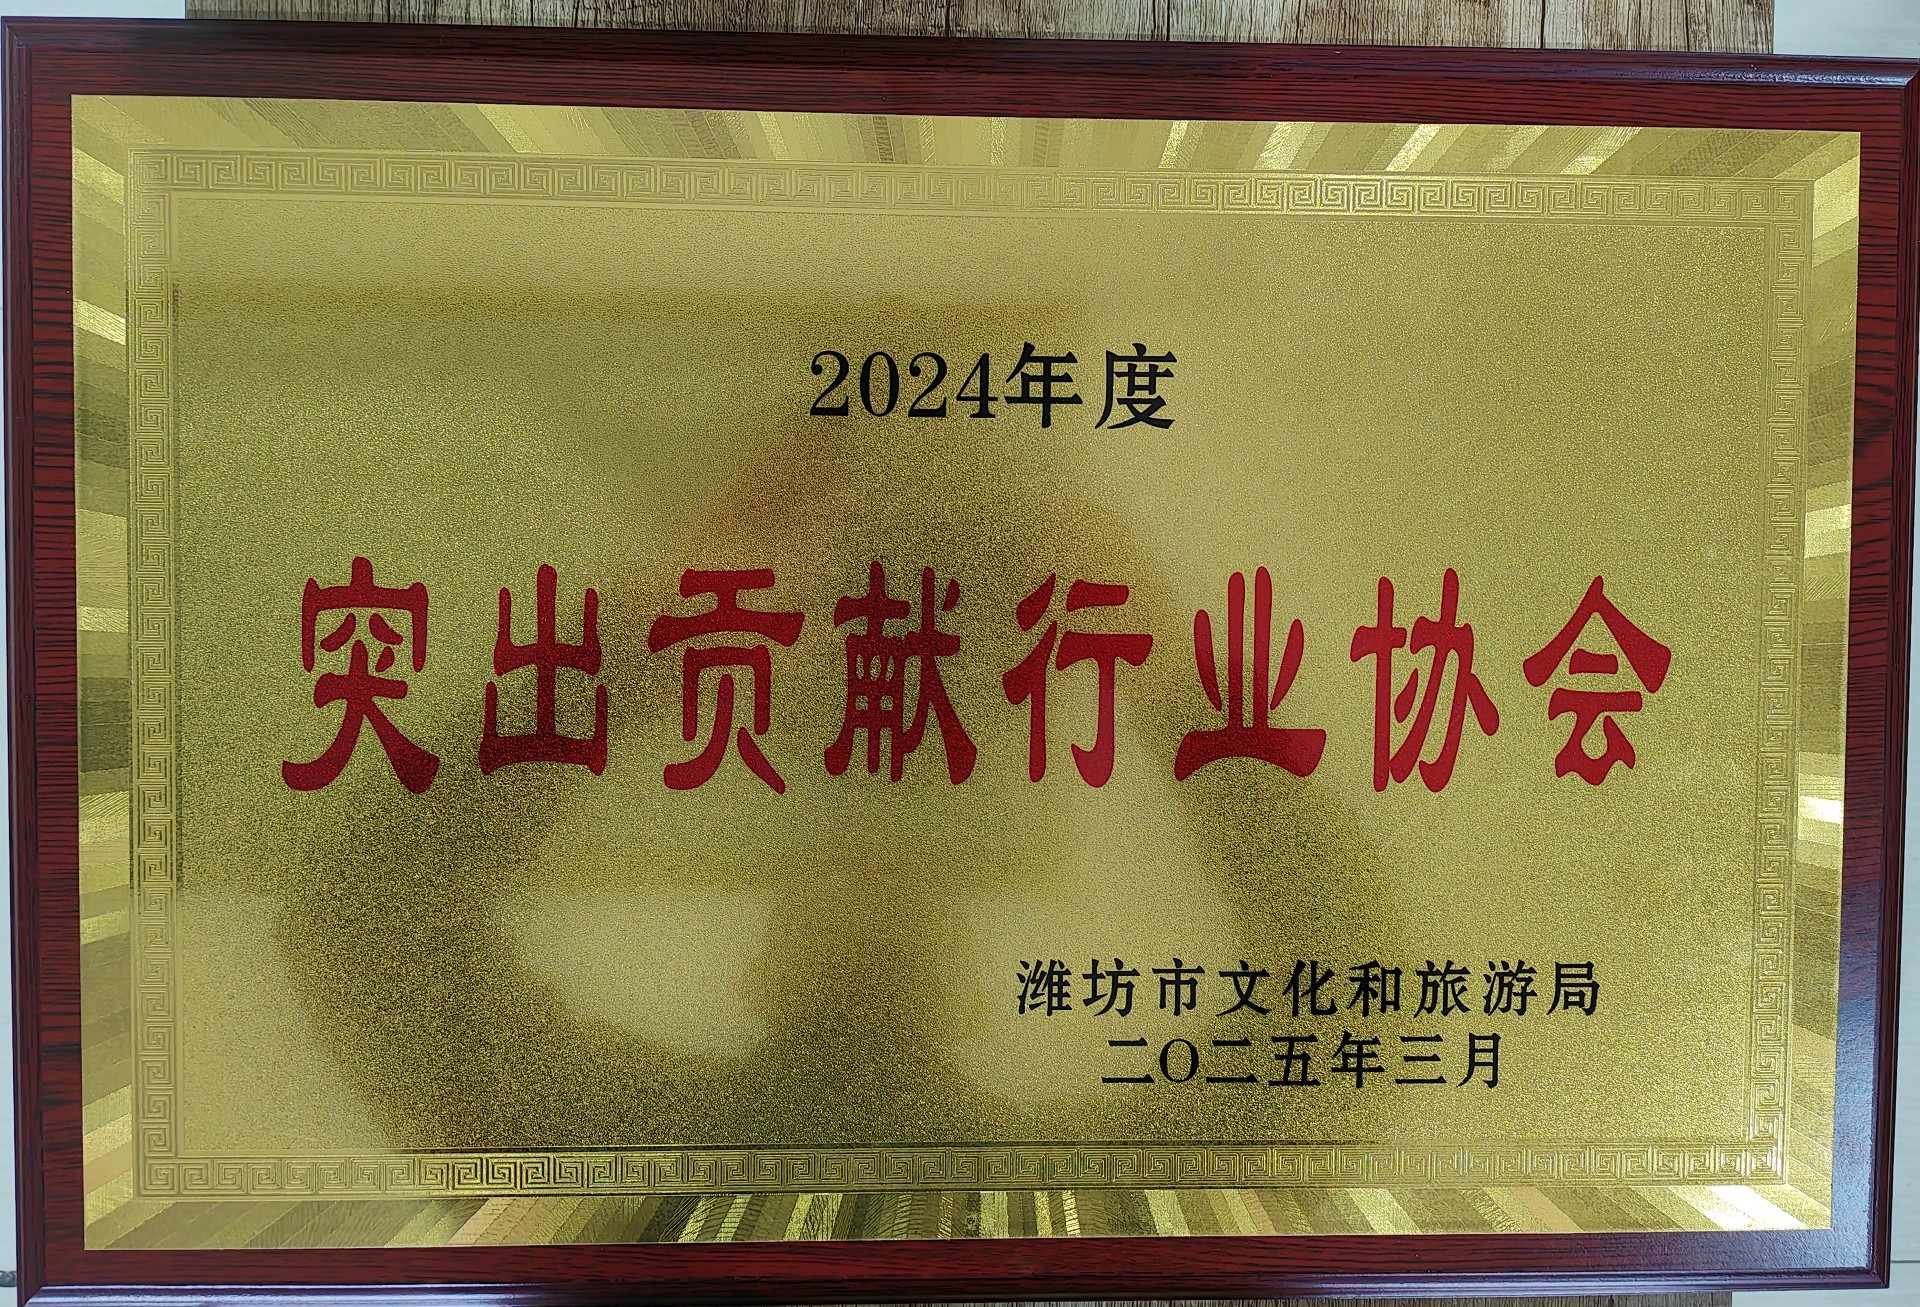 2024年度
突出贡献行业协会
潍坊市文化和旅游局
二〇二五年三月